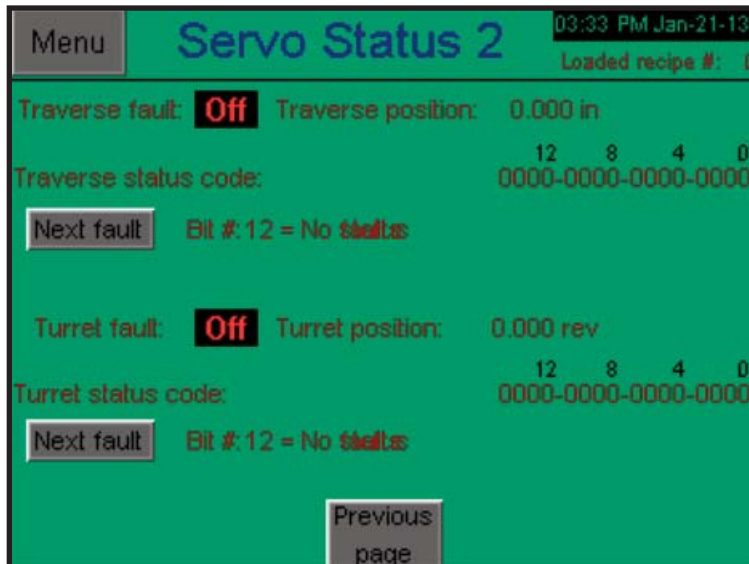 Menu
Servo Status 2
03:33 PM Jan-21-13
Loaded recipe #:
Traverse fault: Off Traverse position: 0.000 in
12 8 4 0
Traverse status code: 0000-0000-0000-0000
Next fault Bit #:12 = No
Turret fault: Off Turret position: 0.000 rev
12 8 4 0
Turret status code: 0000-0000-0000-0000
Next fault Bit #:12 = No
Previous
page